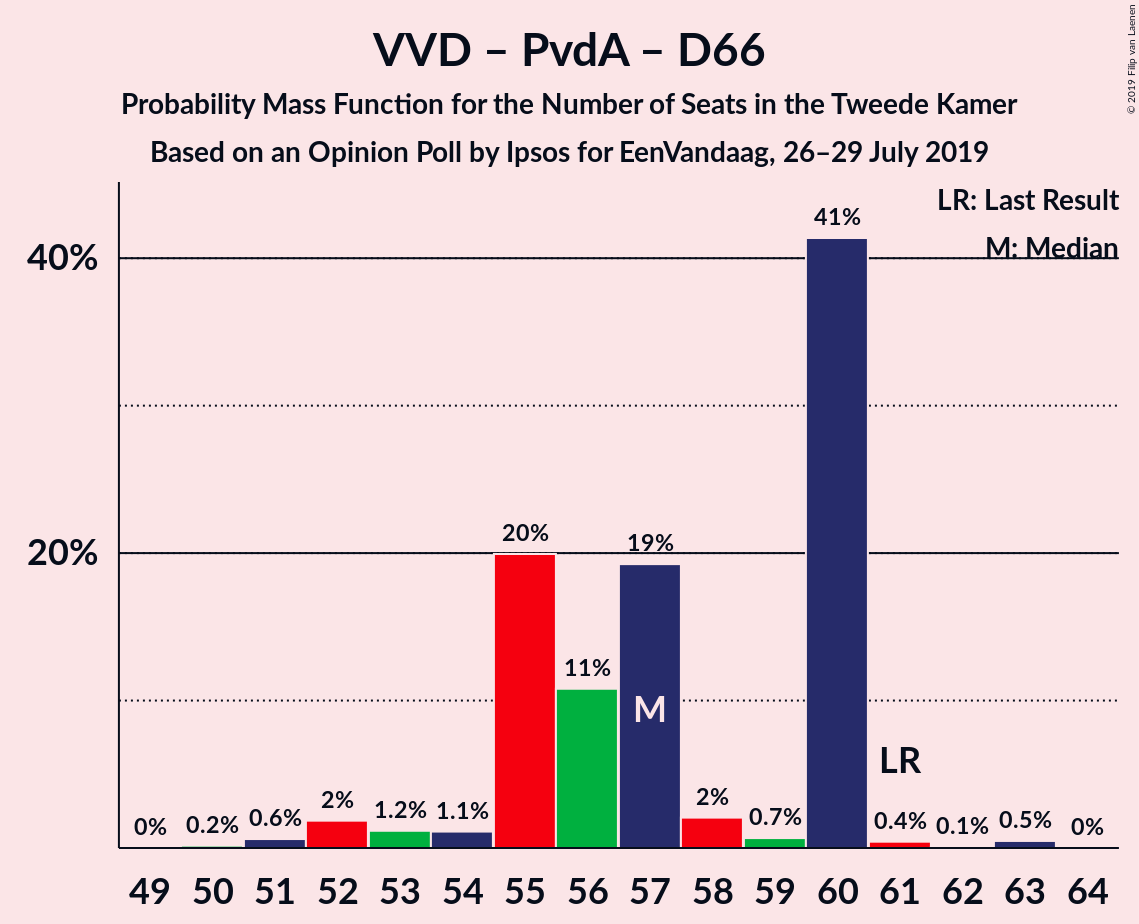 VVD – PvdA – D66
Probability Mass Function for the Number of Seats in the Tweede Kamer
Based on an Opinion Poll by Ipsos for EenVandaag, 26–29 July 2019
© 2019 Filip van Laenen
LR: Last Result
M: Median
40%
20%
0% 0.2% 0.6% 2% 1.2% 1.1% 20% 11% 19% 2% 0.7% 41% 0.4% 0.1% 0.5% 0%
M
LR
49 50 51 52 53 54 55 56 57 58 59 60 61 62 63 64